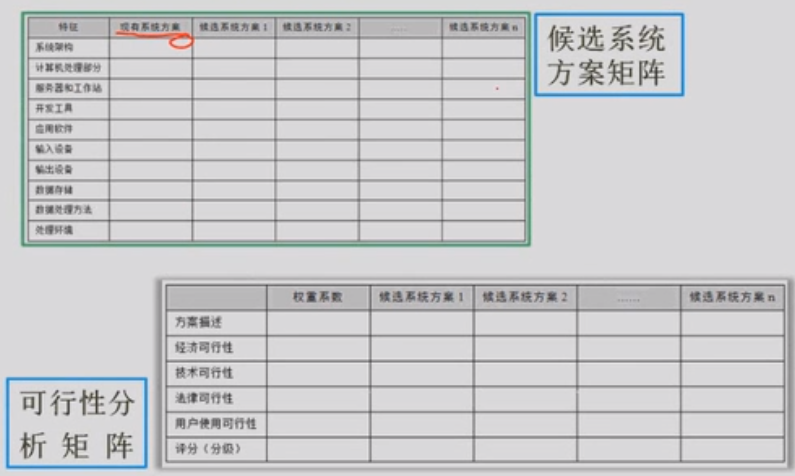 特征 现有系统方案 候选系统方案 1 候选系统方案 2 …… 候选系统方案 n
系统架构
计算机处理部分
服务器和工作站
开发工具
应用软件
输入设备
输出设备
数据存储
数据处理方法
处理环境
候选系统
方案矩阵
权重系数 候选系统方案 1 候选系统方案 2 …… 候选系统方案 n
方案描述
经济可行性
技术可行性
法律可行性
用户使用可行性
评分（分级）
可行性分
析 矩 阵